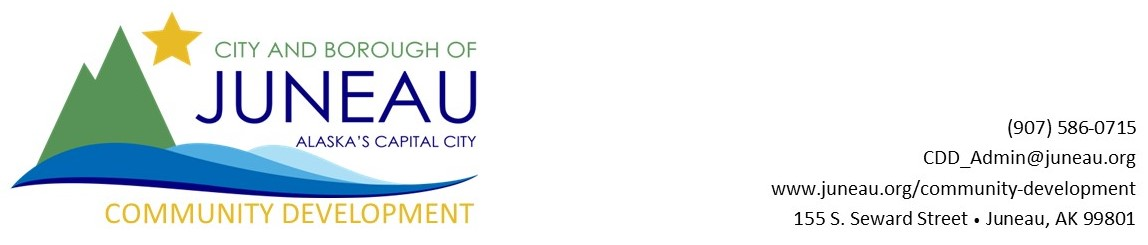 CITY AND BOROUGH OF
JUNEAU
ALASKA'S CAPITAL CITY
COMMUNITY DEVELOPMENT
(907) 586-0715
CDD_Admin@juneau.org
www.juneau.org/community-development
155 S. Seward Street • Juneau, AK 99801